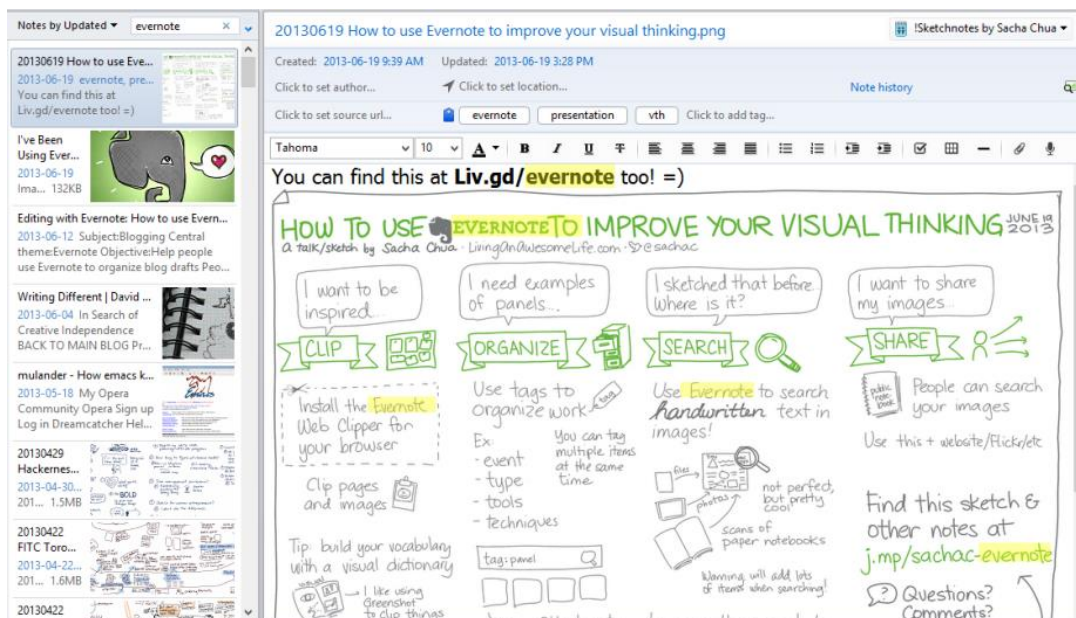 Notes by Updated
evernote
20130619 How to use Eve...
2013-06-19 evernote, pre...
You can find this at
Liv.gd/evernote too! =)
I've Been
Using Ever...
2013-06-19
Ima... 132KB
Editing with Evernote: How to use Evern...
2013-06-12 Subject:Blogging Central
theme:Evernote Objective:Help people
use Evernote to organize blog drafts Peo...
Writing Different | David ...
2013-06-04 In Search of
Creative Independence
BACK TO MAIN BLOG Pr...
mulander - How emacs k...
2013-05-18 My Opera
Community Opera Sign up
Log in Dreamcatcher Hel...
20130429
Hackernes...
2013-04-30...
201... 1.5MB
20130422
FITC Toro...
2013-04-22...
201... 1.6MB
20130422
20130619 How to use Evernote to improve your visual thinking.png
!Sketchnotes by Sacha Chua
Created: 2013-06-19 9:39 AM Updated: 2013-06-19 3:28 PM
Click to set author... Click to set location... Note history
Click to set source url... evernote presentation vth Click to add tag...
Tahoma 10 A B I U T
You can find this at Liv.gd/evernote too! =)
HOW TO USE EVERNOTE TO IMPROVE YOUR VISUAL THINKING JUNE 19 2013
a talk/sketch by Sacha Chua · LivingAnAwesomeLife.com · @sachac
I want to be
inspired...
CLIP
Install the Evernote
Web Clipper for
your browser
Clip pages
and images
Tip: build your vocabulary
with a visual dictionary
I like using
Greenshot
to clip things
I need examples
of panels...
ORGANIZE
Use tags to
organize work
tag
Ex:
- event
- type
- tools
- techniques
You can tag
multiple items
at the same
time
tag:panel
I sketched that before.
Where is it?
SEARCH
Use Evernote to search
handwritten text in
images!
files
photos
not perfect,
but pretty
cool
scans of
paper notebooks
Warning: will add lots
of items when searching!
I want to share
my images...
SHARE
public
note
book
People can search
your images
Use this + website/Flickr/etc
Find this sketch &
other notes at
j.mp/sachac-evernote
Questions?
Comments?